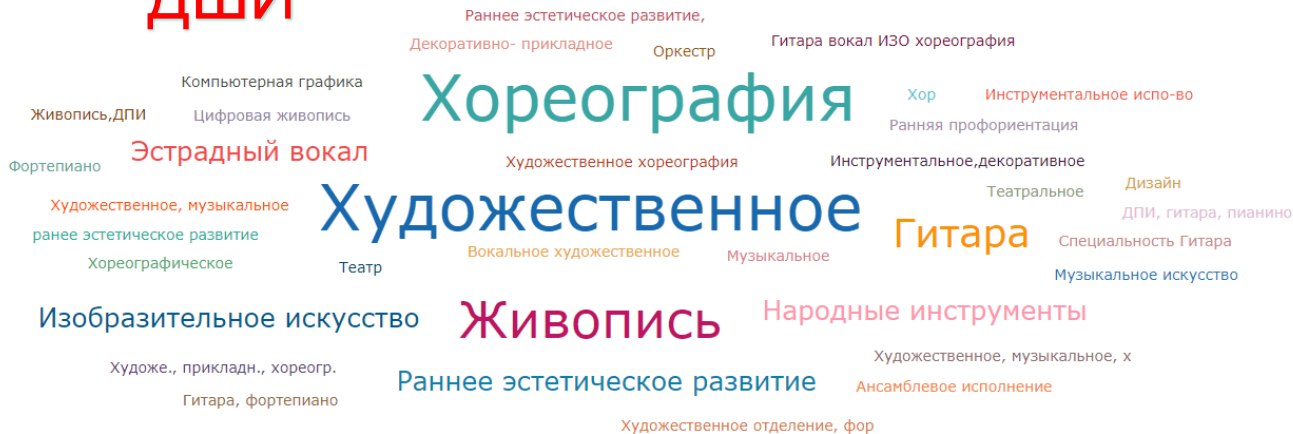 ДШИ
Раннее эстетическое развитие,
Декоративно- прикладное
Оркестр
Гитара вокал ИЗО хореография
Компьютерная графика
Хореография
Хор
Инструментальное испо-во
Живопись,ДПИ
Цифровая живопись
Ранняя профориентация
Эстрадный вокал
Фортепиано
Художественное хореография
Инструментальное,декоративное
Театральное
Дизайн
Художественное, музыкальное
Художественное
ДПИ, гитара, пианино
ранее эстетическое развитие
Гитара
Специальность Гитара
Вокальное художественное
Музыкальное
Хореографическое
Театр
Музыкальное искусство
Изобразительное искусство
Живопись
Народные инструменты
Художе., прикладн., хореогр.
Художественное, музыкальное, х
Раннее эстетическое развитие
Ансамблевое исполнение
Гитара, фортепиано
Художественное отделение, фор